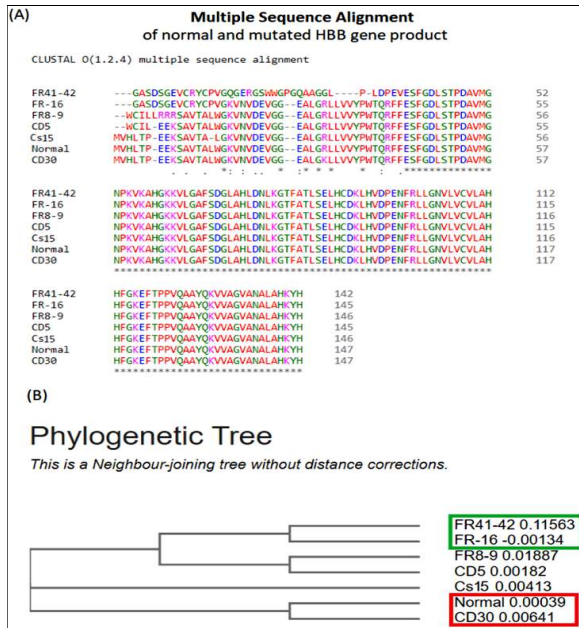 (A)
Multiple Sequence Alignment
of normal and mutated HBB gene product
CLUSTAL O(1.2.4) multiple sequence alignment
FR41-42 ---GASDSGEVCRYCPVGQGERGSWWGPGQAAGGL----P-LDPEVESFGDLSTPDAVMG 52
FR-16 ---GASDSGEVCRYCPVGKVNVDEVGG--EALGRLLVVYPWTQRFFESFGDLSTPDAVMG 55
FR8-9 --WCILLRRRSAVTALWGKVNVDEVGG--EALGRLLVVYPWTQRFFESFGDLSTPDAVMG 56
CD5 --WCIL-EEKSAVTALWGKVNVDEVGG--EALGRLLVVYPWTQRFFESFGDLSTPDAVMG 55
Cs15 MVHLTP-EEKSAVTA-LGKVNVDEVGG--EALGRLLVVYPWTQRFFESFGDLSTPDAVMG 56
Normal MVHLTP-EEKSAVTALWGKVNVDEVGG--EALGRLLVVYPWTQRFFESFGDLSTPDAVMG 57
CD30 MVHLTP-EEKSAVTALWGKVNVDEVGG--EALGKLLVVYPWTQRFFESFGDLSTPDAVMG 57
FR41-42 NPKVKAHGKKVLGAFSDGLAHLDNLKGTFATLSELHCDKLHVDPENFRLLGNVLVCVLAH 112
FR-16 NPKVKAHGKKVLGAFSDGLAHLDNLKGTFATLSELHCDKLHVDPENFRLLGNVLVCVLAH 115
FR8-9 NPKVKAHGKKVLGAFSDGLAHLDNLKGTFATLSELHCDKLHVDPENFRLLGNVLVCVLAH 116
CD5 NPKVKAHGKKVLGAFSDGLAHLDNLKGTFATLSELHCDKLHVDPENFRLLGNVLVCVLAH 115
Cs15 NPKVKAHGKKVLGAFSDGLAHLDNLKGTFATLSELHCDKLHVDPENFRLLGNVLVCVLAH 116
Normal NPKVKAHGKKVLGAFSDGLAHLDNLKGTFATLSELHCDKLHVDPENFRLLGNVLVCVLAH 117
CD30 NPKVKAHGKKVLGAFSDGLAHLDNLKGTFATLSELHCDKLHVDPENFRLLGNVLVCVLAH 117
************************************************************
FR41-42 HFGKEFTPPVQAAYQKVVAGVANALAHKYH 142
FR-16 HFGKEFTPPVQAAYQKVVAGVANALAHKYH 145
FR8-9 HFGKEFTPPVQAAYQKVVAGVANALAHKYH 146
CD5 HFGKEFTPPVQAAYQKVVAGVANALAHKYH 145
Cs15 HFGKEFTPPVQAAYQKVVAGVANALAHKYH 146
Normal HFGKEFTPPVQAAYQKVVAGVANALAHKYH 147
CD30 HFGKEFTPPVQAAYQKVVAGVANALAHKYH 147
******************************
(B)
Phylogenetic Tree
This is a Neighbour-joining tree without distance corrections.
FR41-42 0.11563
FR-16 -0.00134
FR8-9 0.01887
CD5 0.00182
Cs15 0.00413
Normal 0.00039
CD30 0.00641